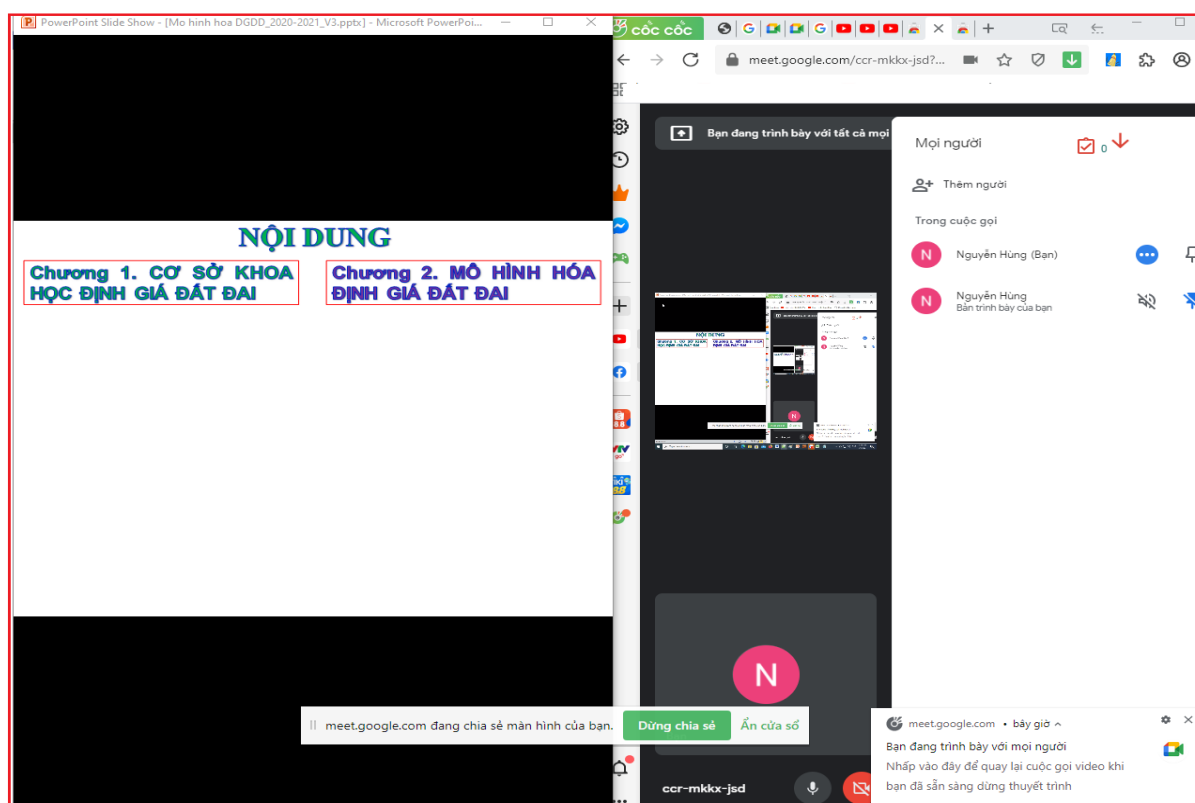 PowerPoint Slide Show - [Mo hinh hoa DGDD_2020-2021_V3.pptx] - Microsoft PowerPoi...
NỘI DUNG
Chương 1. CƠ SỞ KHOA
HỌC ĐỊNH GIÁ ĐẤT ĐAI
Chương 2. MÔ HÌNH HÓA
ĐỊNH GIÁ ĐẤT ĐAI
cốc cốc
meet.google.com/ccr-mkkx-jsd?...
Bạn đang trình bày với tất cả mọi
Mọi người
0
Thêm người
Trong cuộc gọi
N
Nguyễn Hùng (Bạn)
N
Nguyễn Hùng
Bản trình bày của bạn
N
meet.google.com đang chia sẻ màn hình của bạn.
Dừng chia sẻ
Ẩn cửa sổ
ccr-mkkx-jsd
meet.google.com • bây giờ
Bạn đang trình bày với mọi người
Nhấp vào đây để quay lại cuộc gọi video khi
bạn đã sẵn sàng dừng thuyết trình